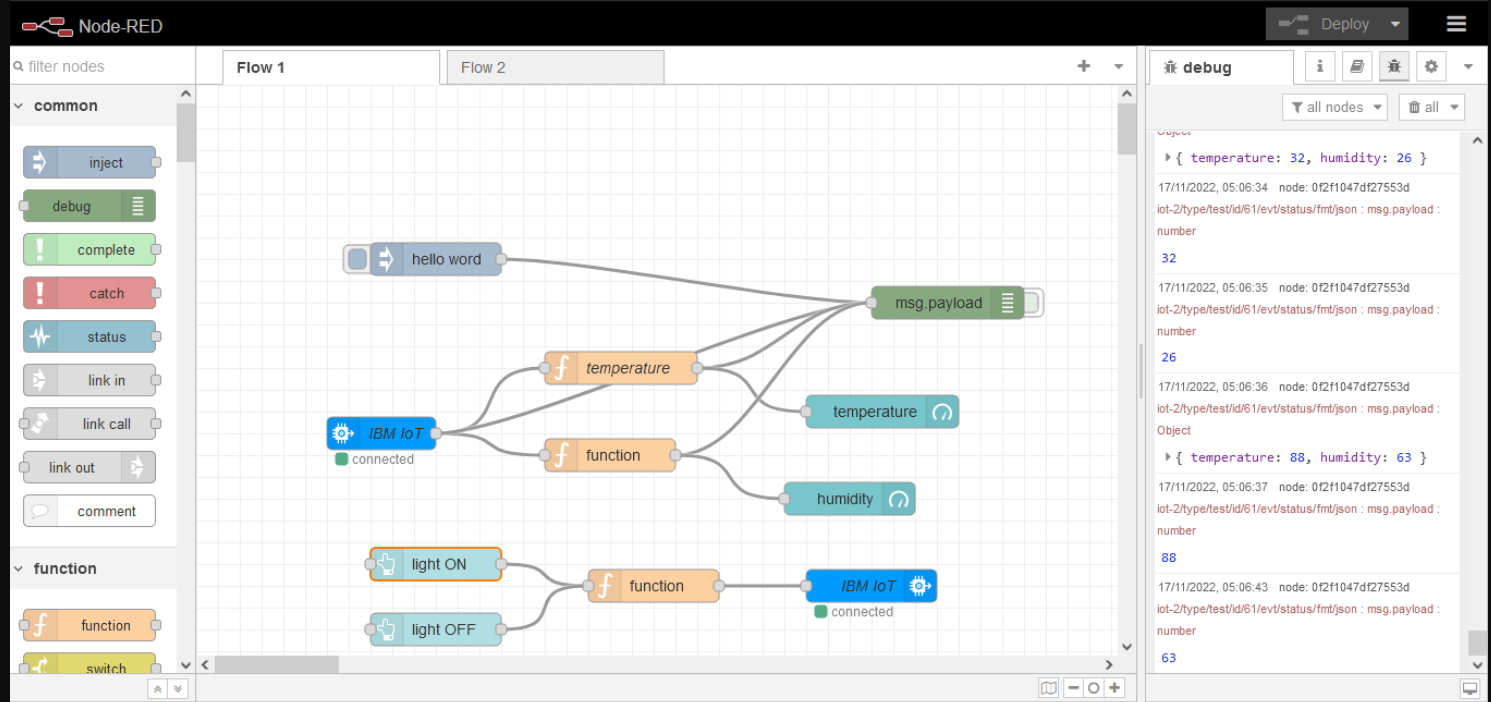 Node-RED
Deploy
filter nodes
Flow 1
Flow 2
debug
i
all nodes
all
common
inject
debug
complete
catch
status
link in
link call
link out
comment
function
function
switch
hello word
msg.payload
temperature
temperature
IBM IoT
connected
function
humidity
light ON
function
IBM IoT
connected
light OFF
Object
{ temperature: 32, humidity: 26 }
17/11/2022, 05:06:34 node: 0f2f1047df27553d
iot-2/type/test/id/61/evt/status/fmt/json : msg.payload :
number
32
17/11/2022, 05:06:35 node: 0f2f1047df27553d
iot-2/type/test/id/61/evt/status/fmt/json : msg.payload :
number
26
17/11/2022, 05:06:36 node: 0f2f1047df27553d
iot-2/type/test/id/61/evt/status/fmt/json : msg.payload :
Object
{ temperature: 88, humidity: 63 }
17/11/2022, 05:06:37 node: 0f2f1047df27553d
iot-2/type/test/id/61/evt/status/fmt/json : msg.payload :
number
88
17/11/2022, 05:06:43 node: 0f2f1047df27553d
iot-2/type/test/id/61/evt/status/fmt/json : msg.payload :
number
63